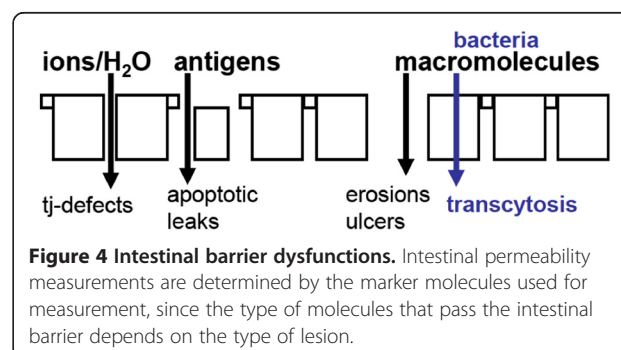 bacteria
ions/H₂O antigens macromolecules
tj-defects apoptotic leaks erosions ulcers transcytosis
Figure 4 Intestinal barrier dysfunctions. Intestinal permeability
measurements are determined by the marker molecules used for
measurement, since the type of molecules that pass the intestinal
barrier depends on the type of lesion.